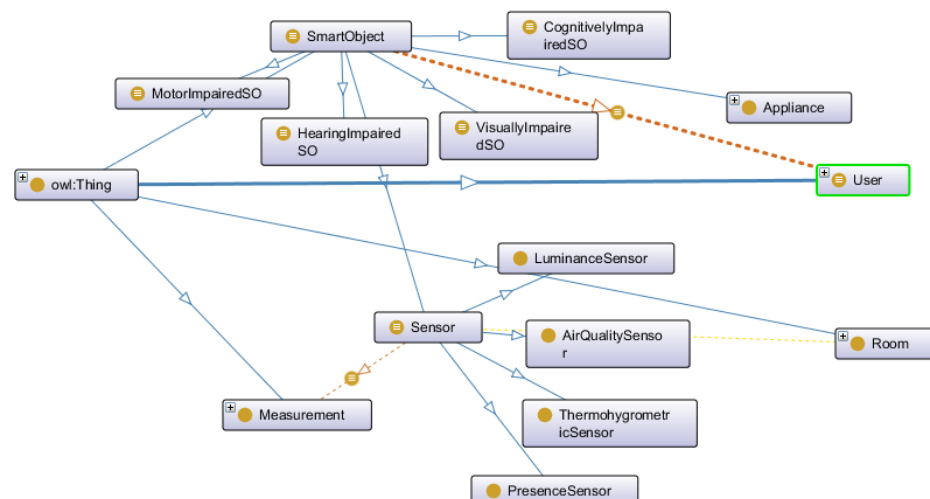 SmartObject
CognitivelyImpa
iredSO
MotorImpairedSO
Appliance
HearingImpaired
SO
VisuallyImpaire
dSO
owl:Thing
User
LuminanceSensor
Sensor
AirQualitySenso
r
Room
Measurement
Thermohygrometr
icSensor
PresenceSensor